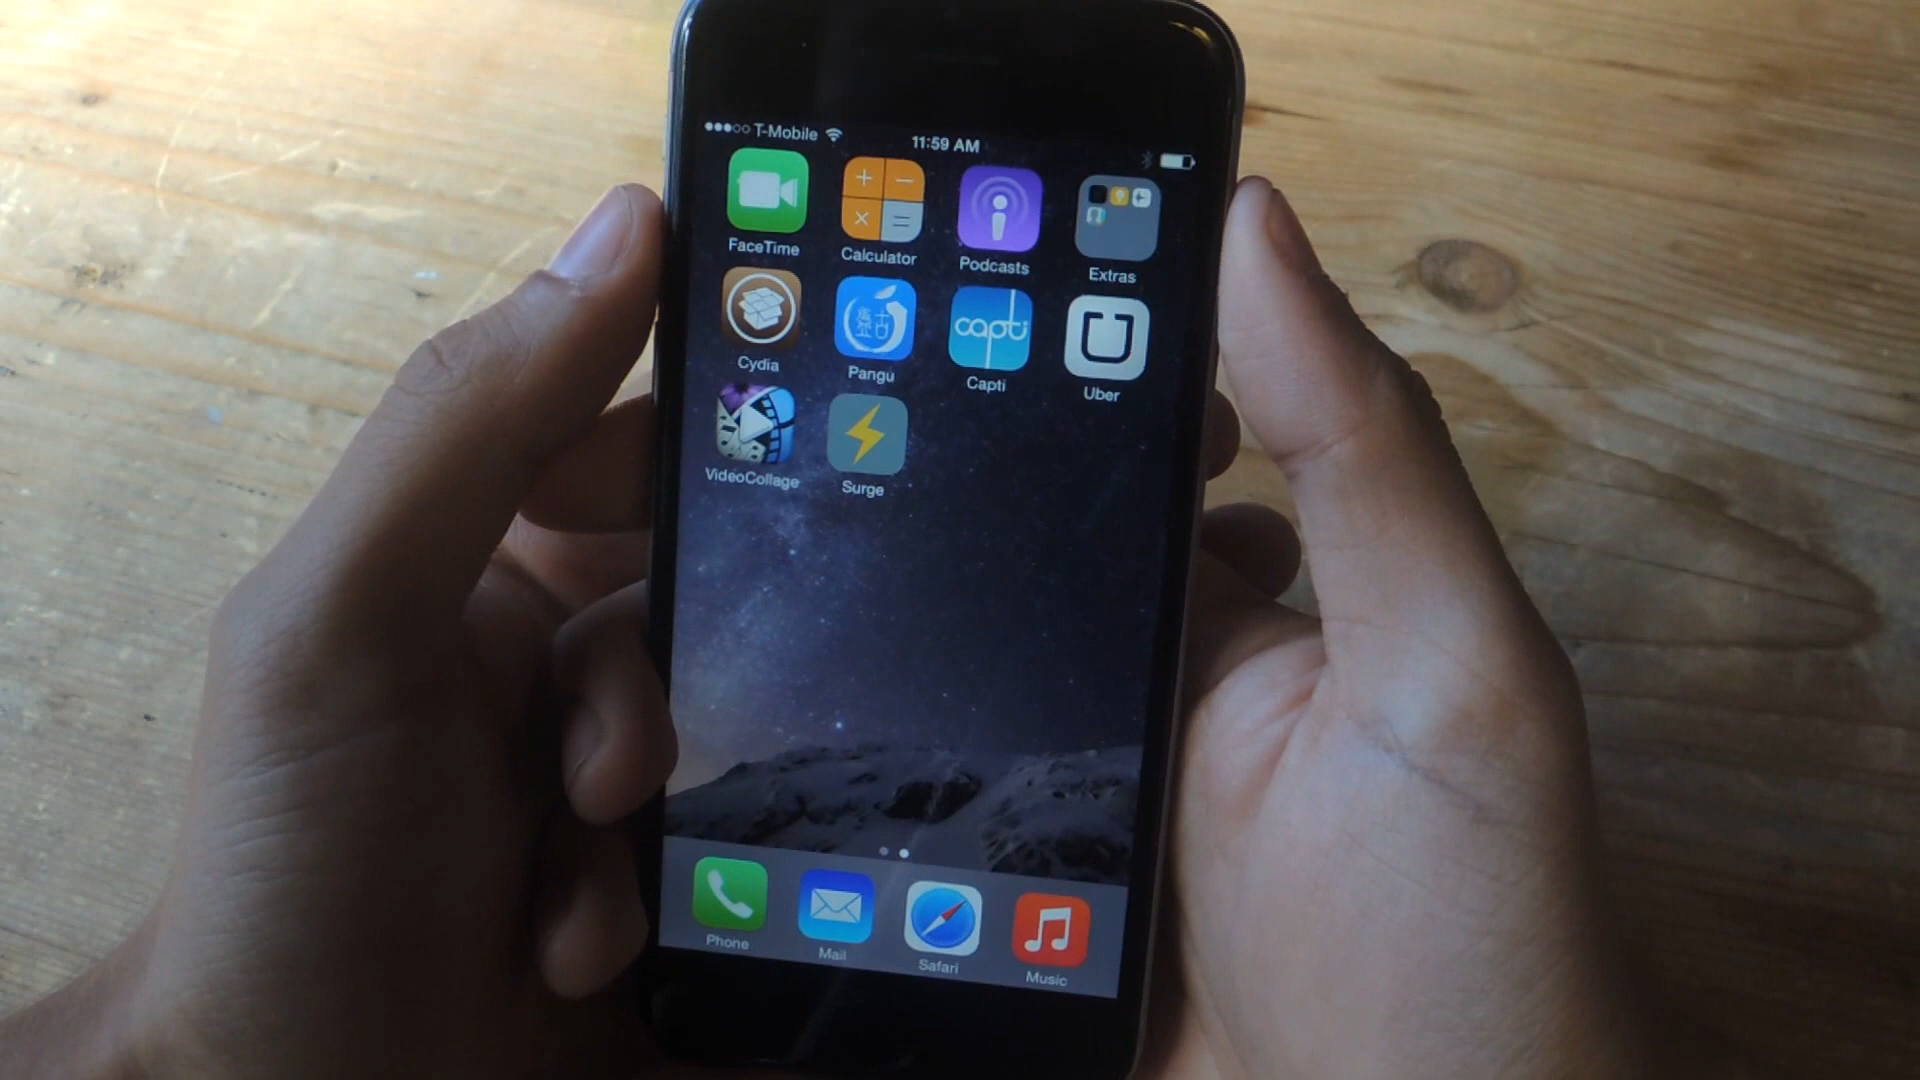 T-Mobile
11:59 AM
FaceTime
Calculator
Podcasts
Extras
capti
Cydia
Pangu
Capti
Uber
VideoCollage
Surge
Phone
Mail
Safari
Music